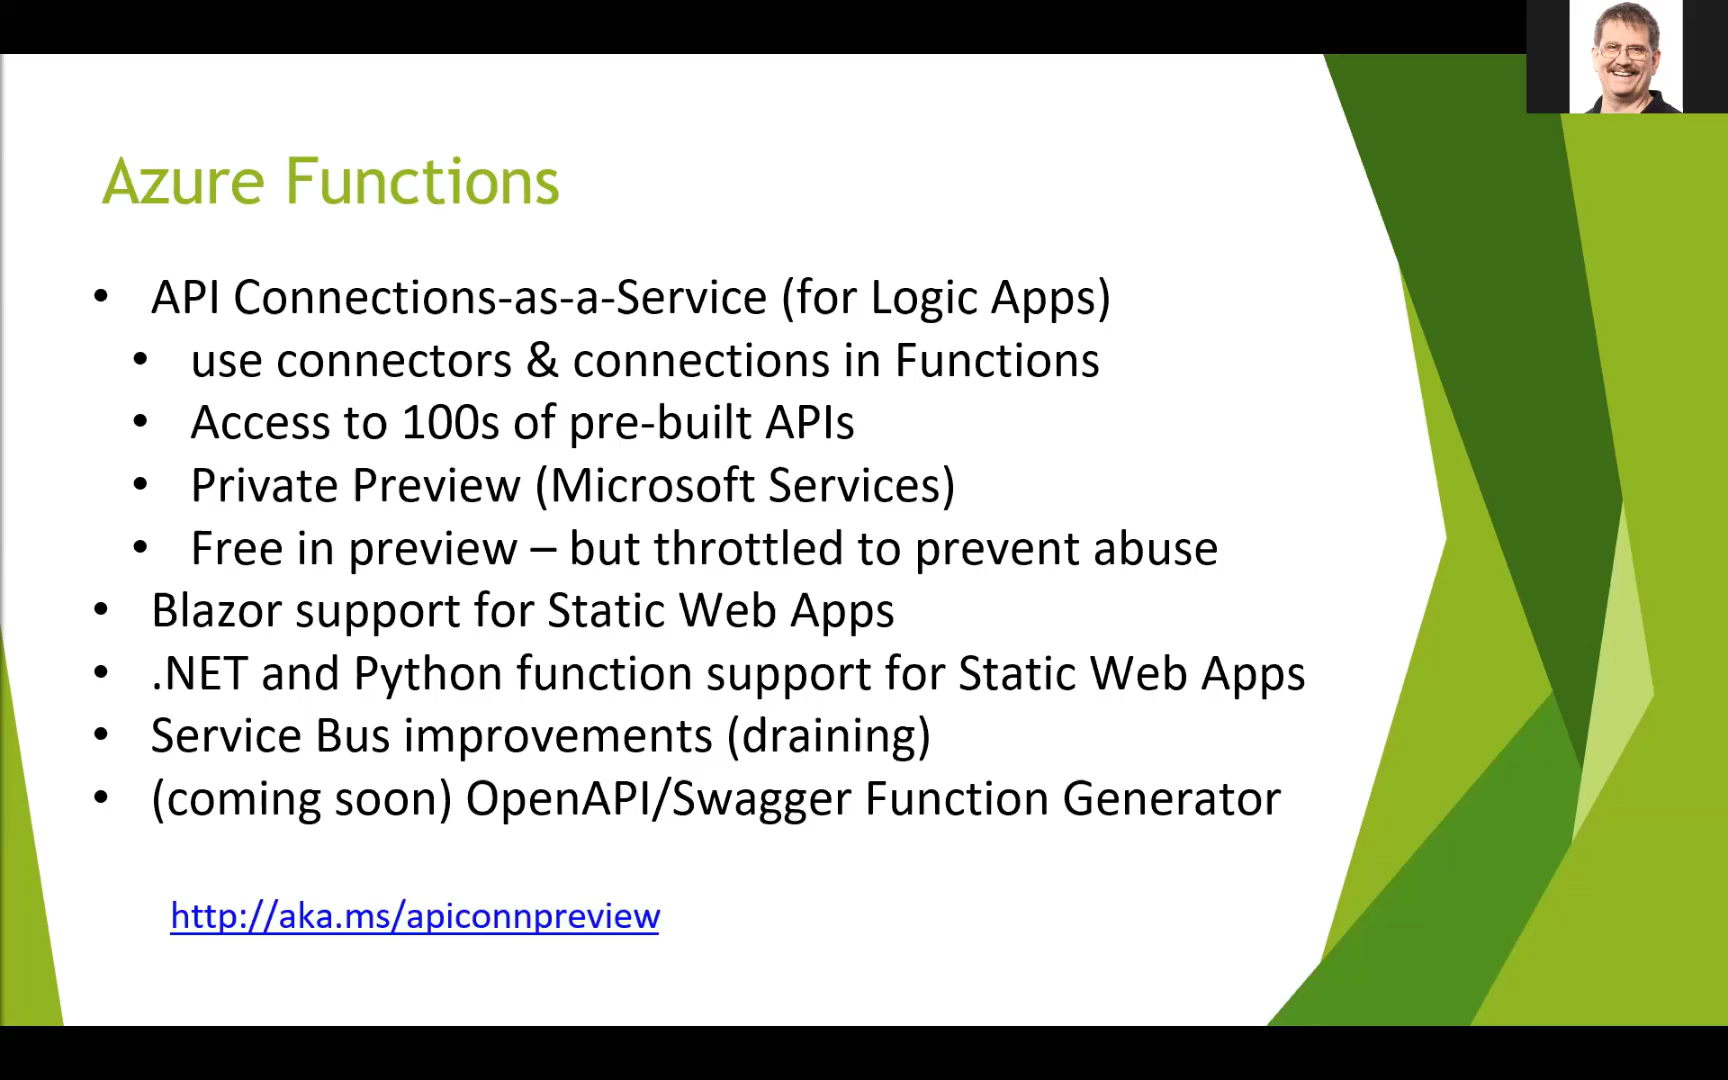 Azure Functions
• API Connections-as-a-Service (for Logic Apps)
• use connectors & connections in Functions
• Access to 100s of pre-built APIs
• Private Preview (Microsoft Services)
• Free in preview – but throttled to prevent abuse
• Blazor support for Static Web Apps
• .NET and Python function support for Static Web Apps
• Service Bus improvements (draining)
• (coming soon) OpenAPI/Swagger Function Generator
http://aka.ms/apiconnpreview